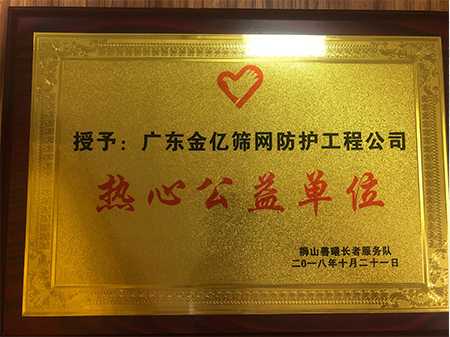 授予：广东金亿筛网防护工程公司
热心公益单位
狮山善曦长者服务队
二0一八年十月二十一日